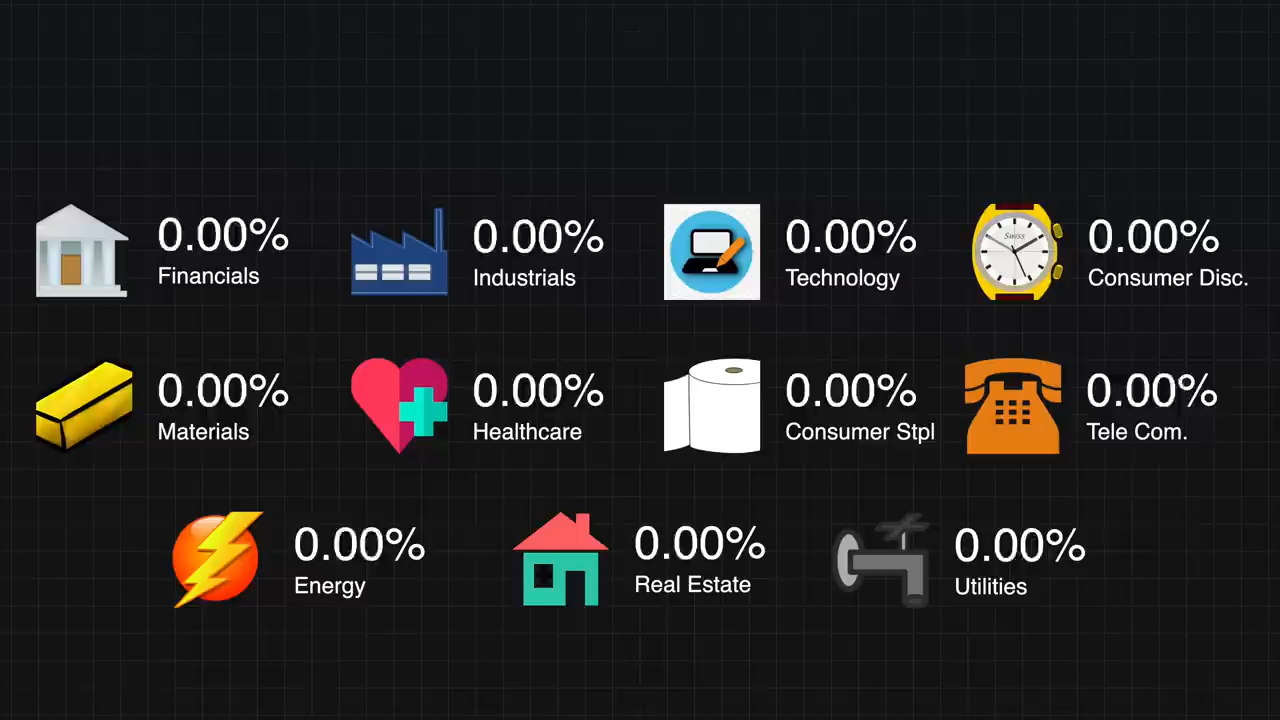 0.00%
Financials
0.00%
Industrials
0.00%
Technology
Swiss
0.00%
Consumer Disc.
0.00%
Materials
0.00%
Healthcare
0.00%
Consumer Stpl
0.00%
Tele Com.
0.00%
Energy
0.00%
Real Estate
0.00%
Utilities